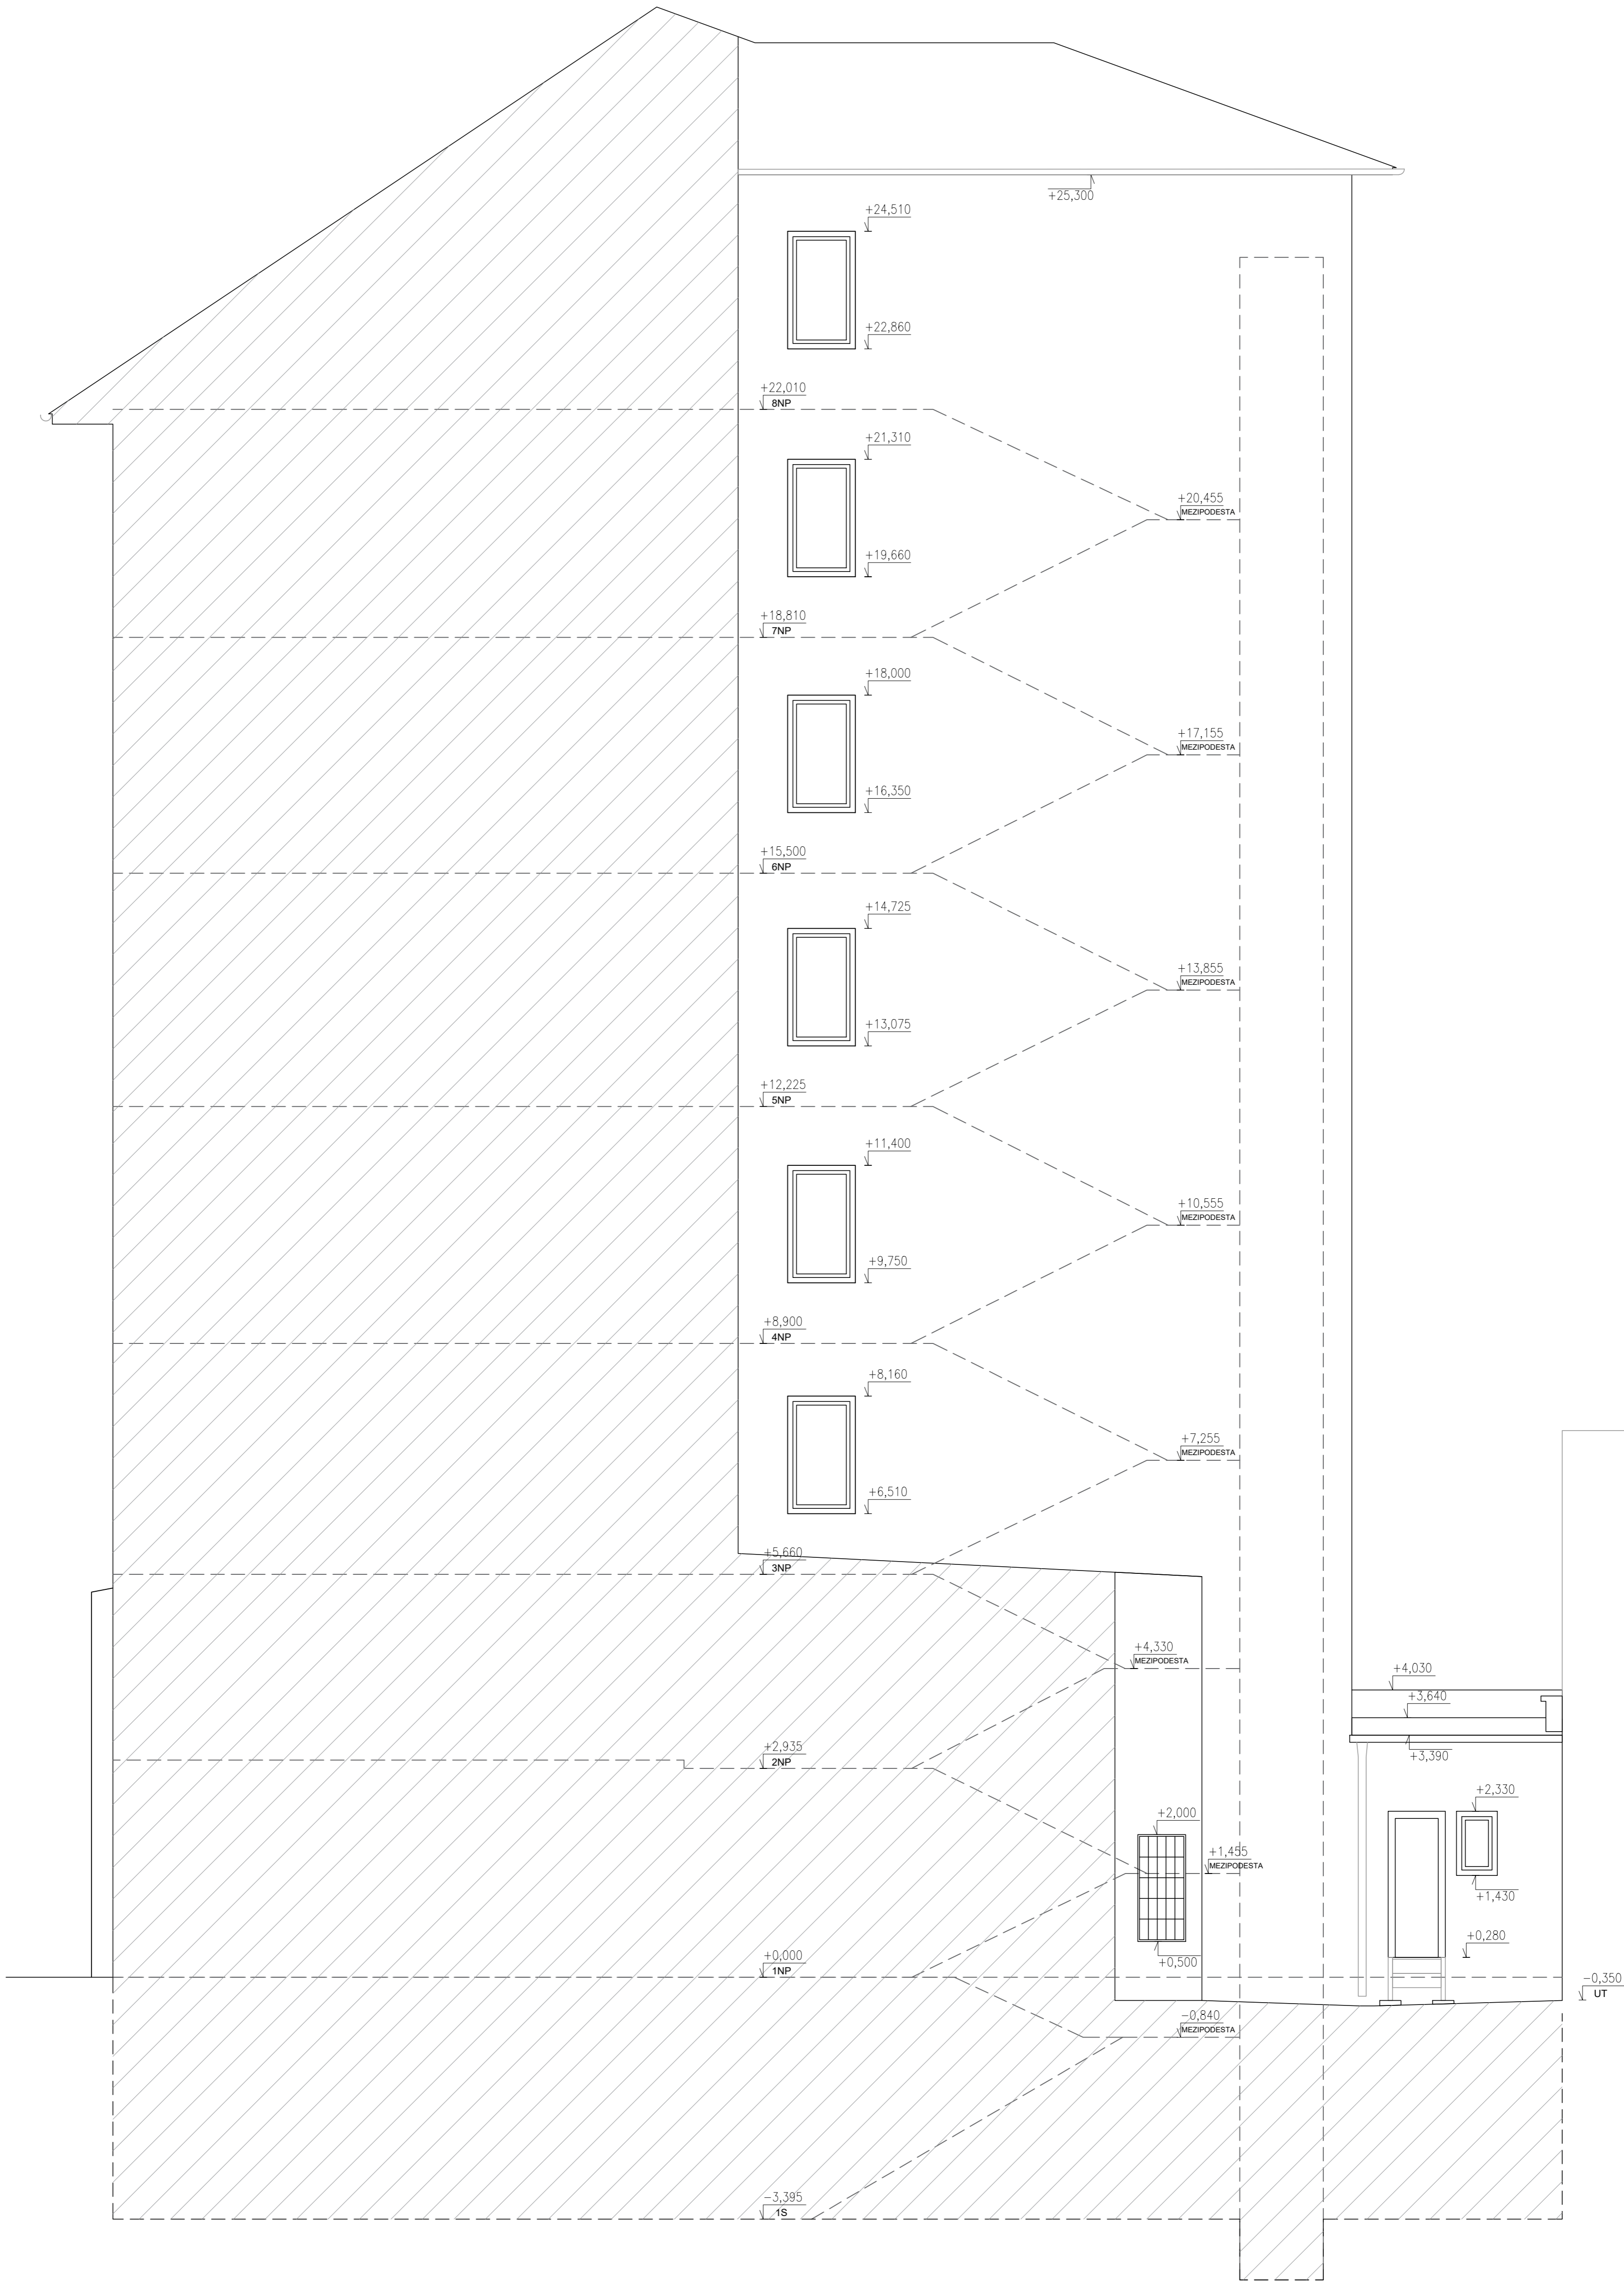 +25,300
+24,510
+22,860
+22,010
8NP
+21,310
+20,455
MEZIPODESTA
+19,660
+18,810
7NP
+18,000
+17,155
MEZIPODESTA
+16,350
+15,500
6NP
+14,725
+13,855
MEZIPODESTA
+13,075
+12,225
5NP
+11,400
+10,555
MEZIPODESTA
+9,750
+8,900
4NP
+8,160
+7,255
MEZIPODESTA
+6,510
+5,660
3NP
+4,330
MEZIPODESTA
+4,030
+3,640
+2,935
2NP
+3,390
+2,330
+2,000
+1,455
MEZIPODESTA
+1,430
+0,280
+0,000
1NP
+0,500
-0,350
UT
-0,840
MEZIPODESTA
-3,395
1S